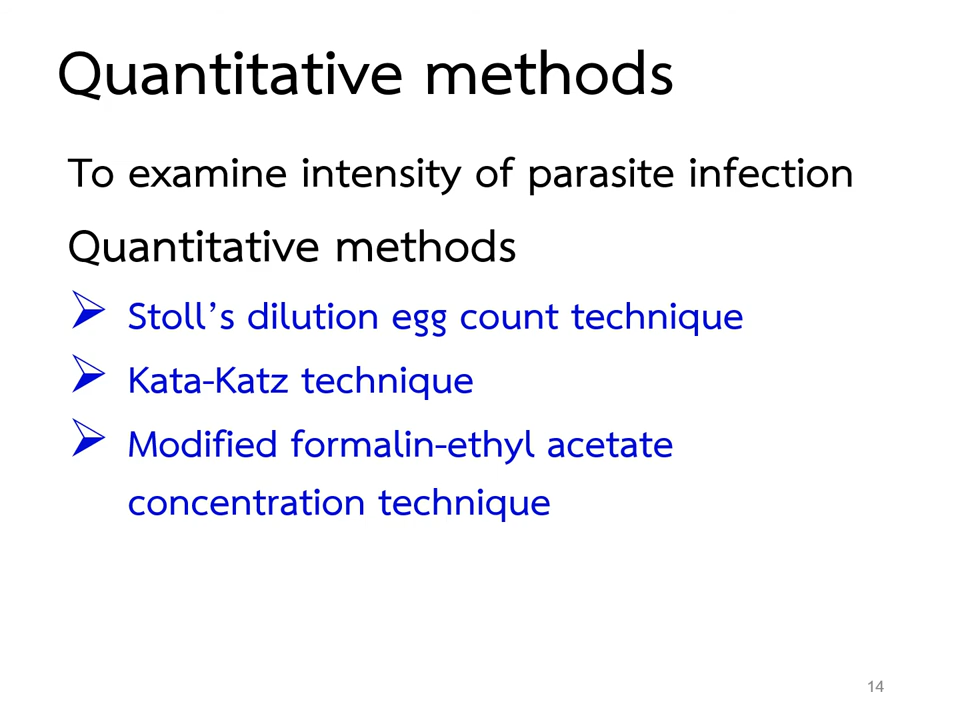 Quantitative methods
To examine intensity of parasite infection
Quantitative methods
➢ Stoll’s dilution egg count technique
➢ Kata-Katz technique
➢ Modified formalin-ethyl acetate
concentration technique
14